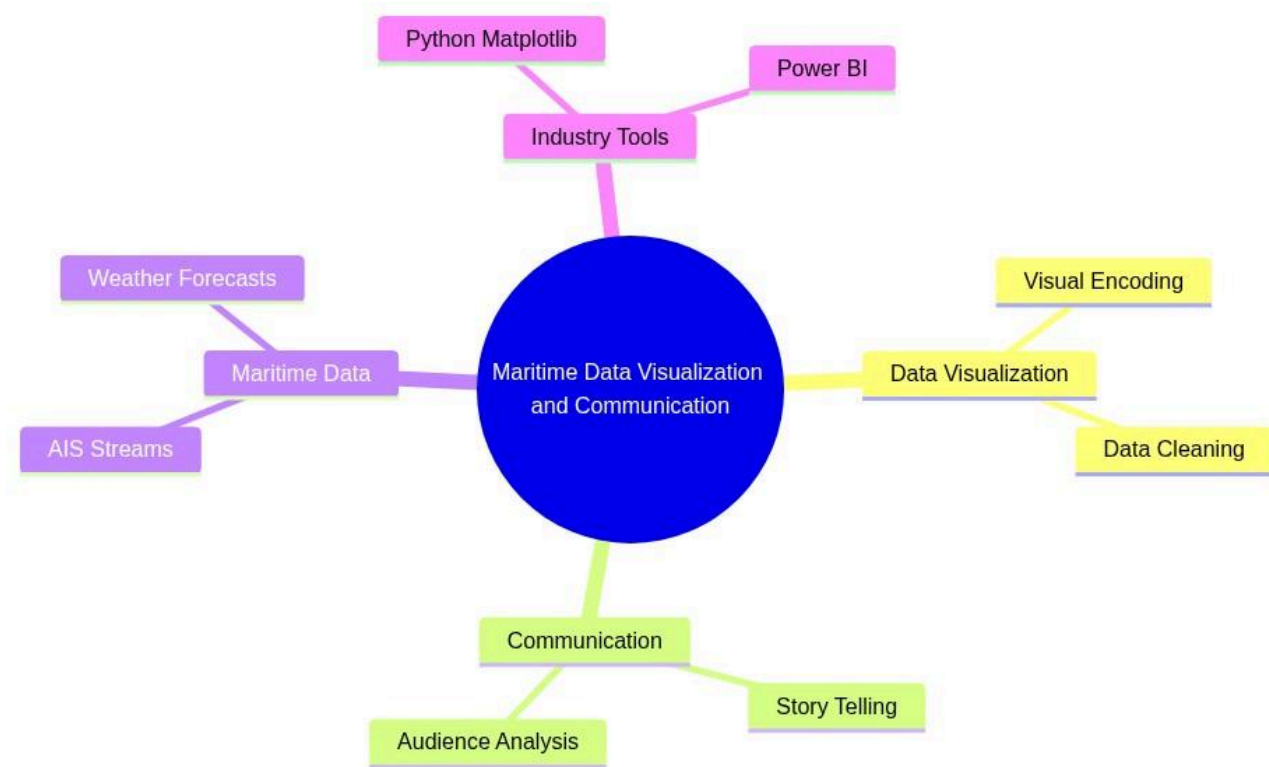 Python Matplotlib
Power BI
Industry Tools
Weather Forecasts
Visual Encoding
Maritime Data
Maritime Data Visualization
and Communication
Data Visualization
AIS Streams
Data Cleaning
Communication
Story Telling
Audience Analysis